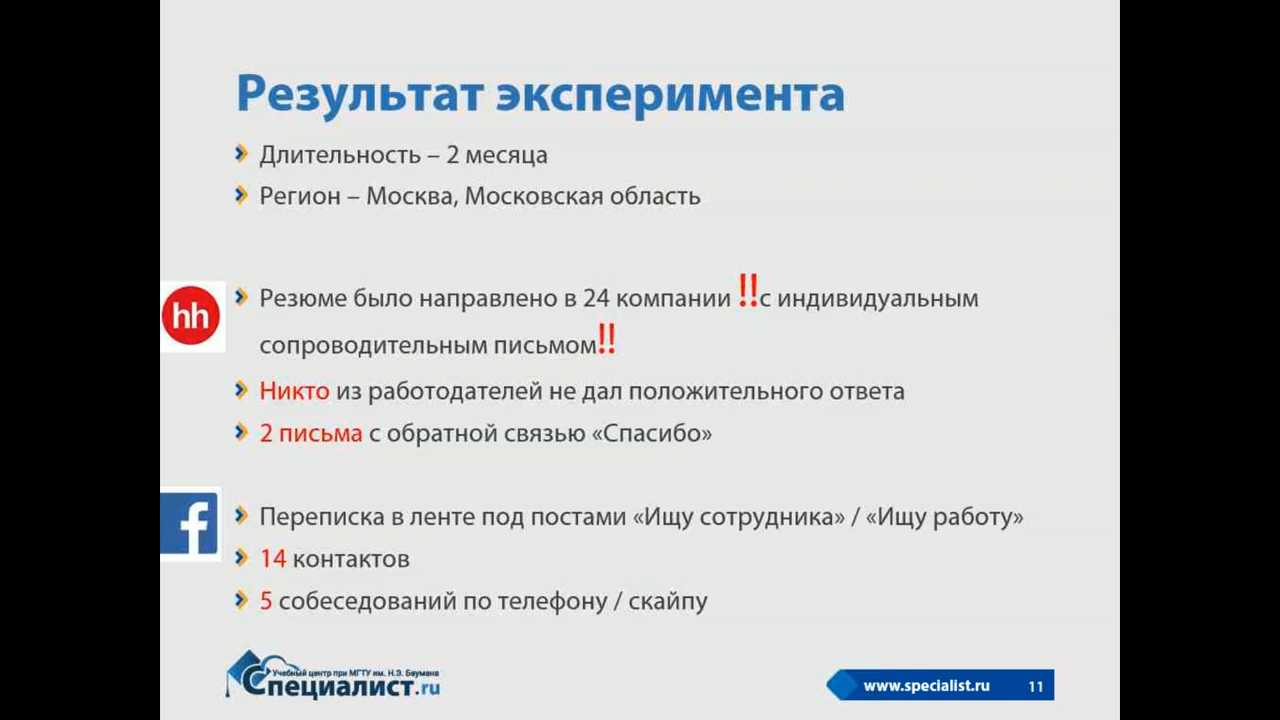 Результат эксперимента
Длительность – 2 месяца
Регион – Москва, Московская область
hh
Резюме было направлено в 24 компании !!с индивидуальным
сопроводительным письмом!!
Никто из работодателей не дал положительного ответа
2 письма с обратной связью «Спасибо»
f
Переписка в ленте под постами «Ищу сотрудника» / «Ищу работу»
14 контактов
5 собеседований по телефону / скайпу
Учебный центр при МГТУ им. Н.Э. Баумана
Специалист.ru
www.specialist.ru 11